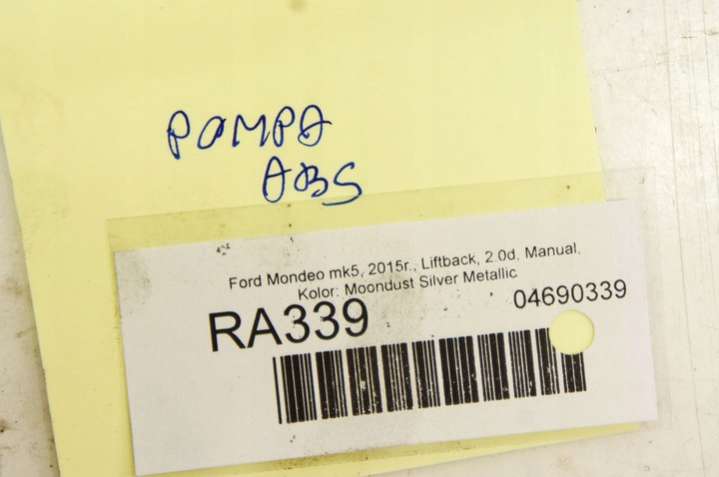 POMPA
ABS
Ford Mondeo mk5, 2015r., Liftback, 2.0d, Manual,
Kolor: Moondust Silver Metallic
RA339
04690339